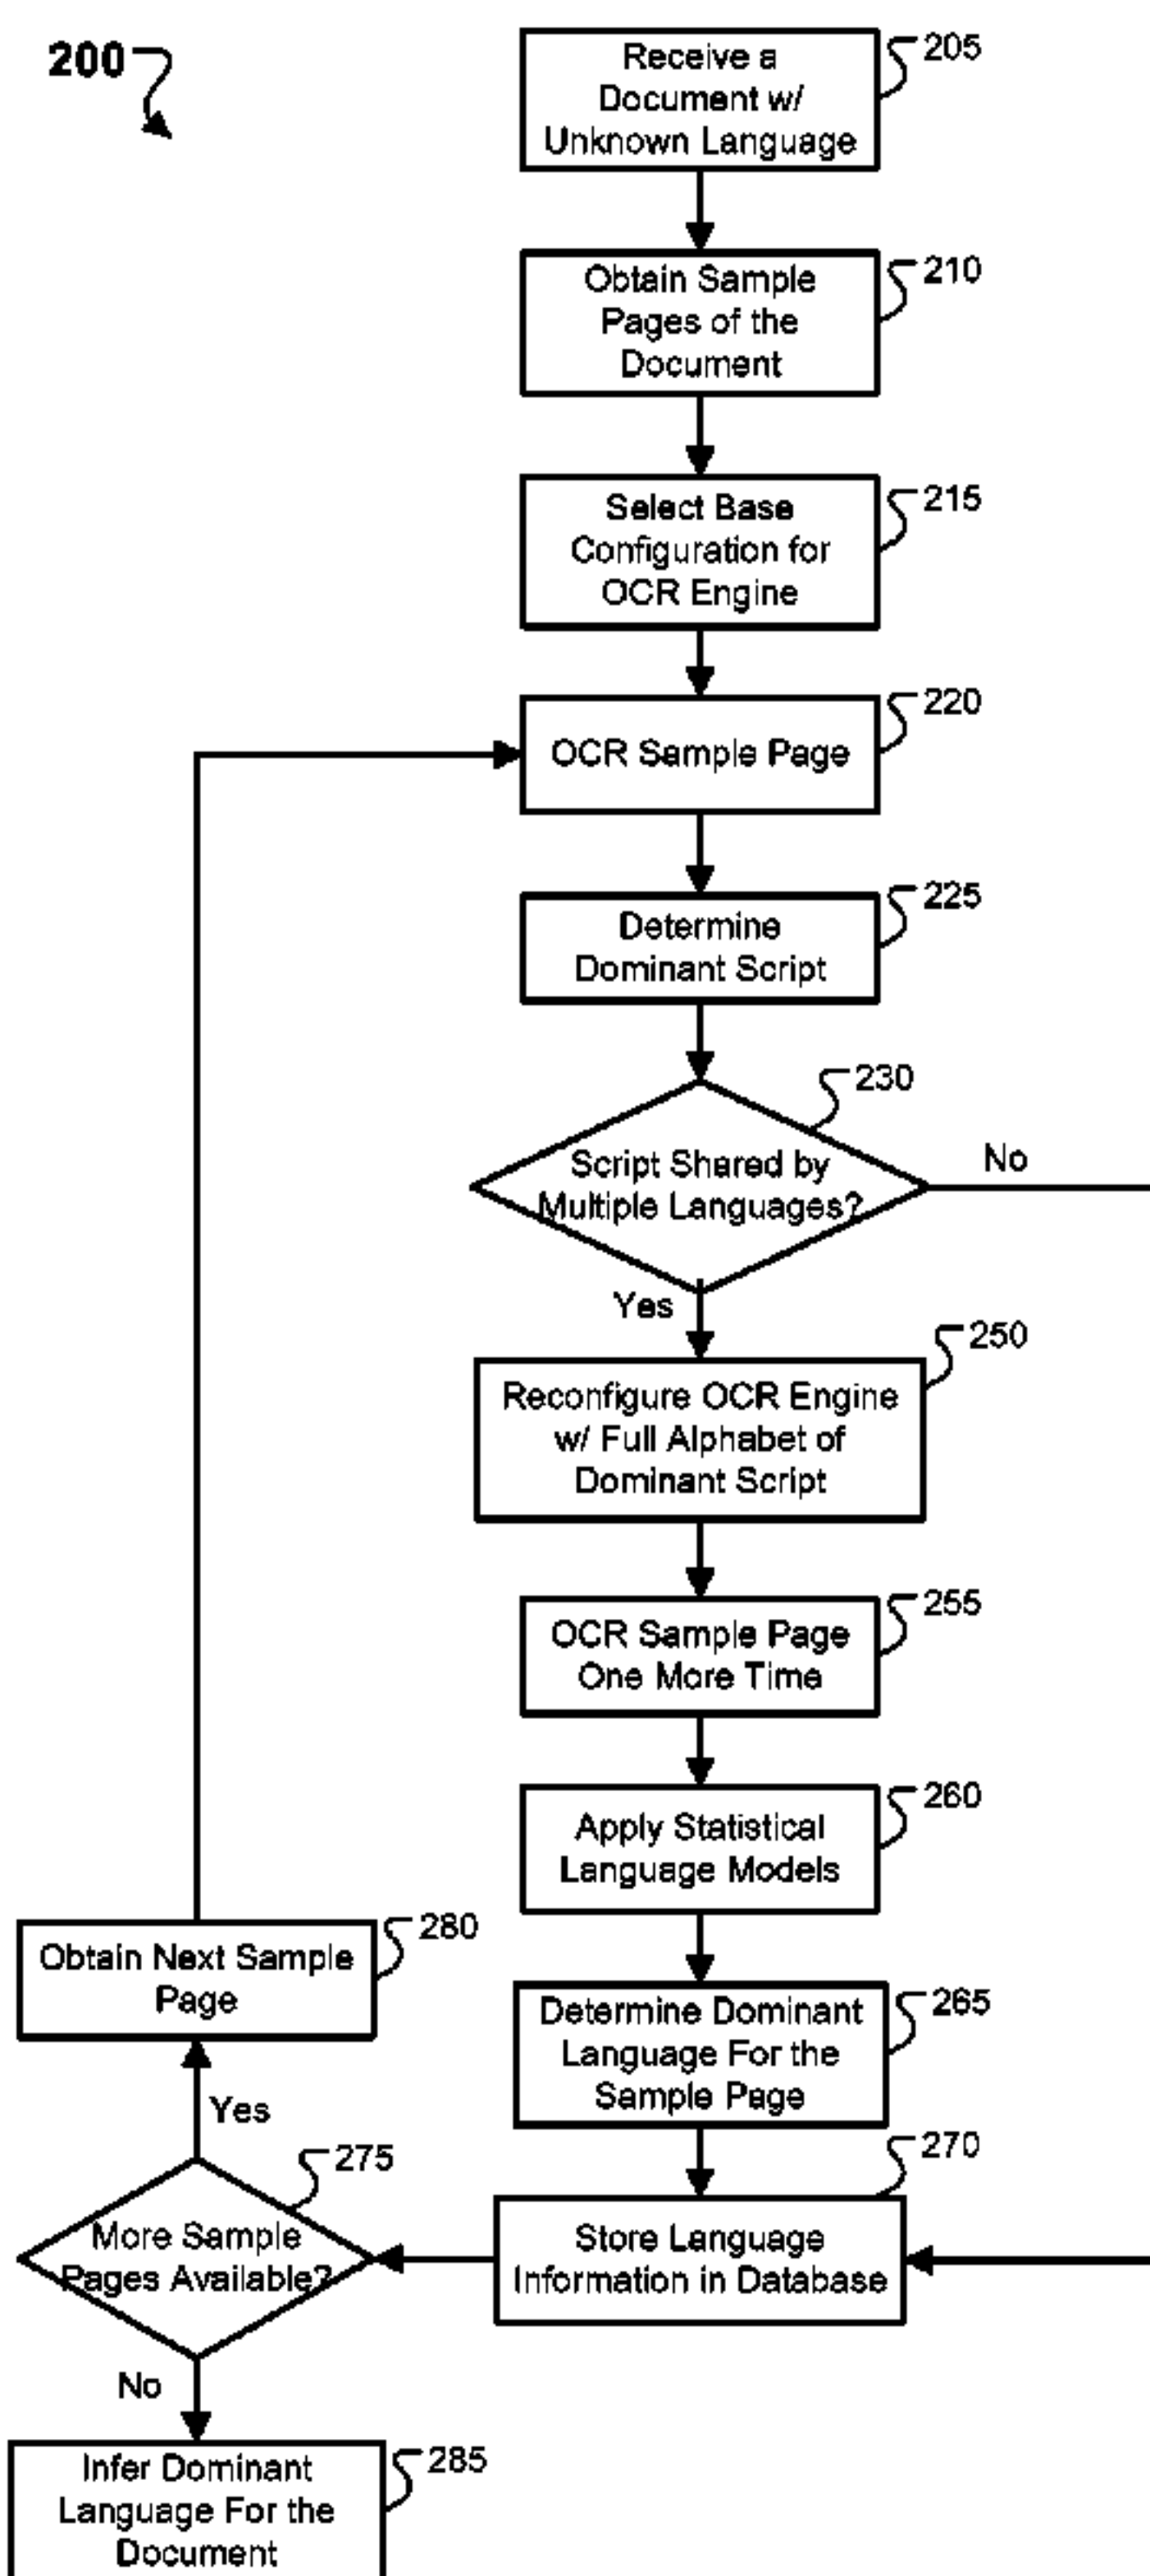 200
Receive a
Document w/
Unknown Language
205
Obtain Sample
Pages of the
Document
210
Select Base
Configuration for
OCR Engine
215
OCR Sample Page
220
Determine
Dominant Script
225
Script Shared by
Multiple Languages?
230
No
Yes
Reconfigure OCR Engine
w/ Full Alphabet of
Dominant Script
250
OCR Sample Page
One More Time
255
Apply Statistical
Language Models
260
Determine Dominant
Language For the
Sample Page
265
Store Language
Information in Database
270
More Sample
Pages Available?
275
Yes
Obtain Next Sample
Page
280
No
Infer Dominant
Language For the
Document
285